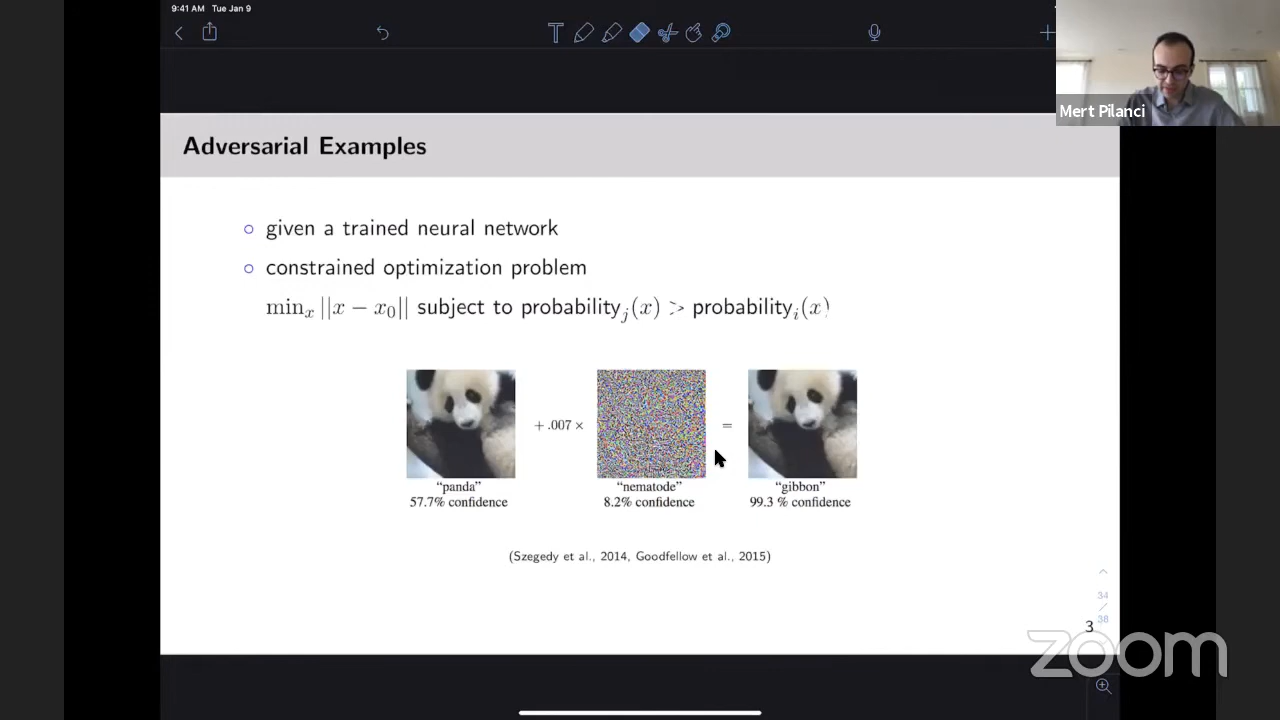 9:41 AM Tue Jan 9
Mert Pilanci
Adversarial Examples
given a trained neural network
constrained optimization problem
min_x ||x − x_0|| subject to probability_j(x) > probability_i(x)
+ .007 ×
=
"panda"
57.7% confidence
"nematode"
8.2% confidence
"gibbon"
99.3 % confidence
(Szegedy et al., 2014, Goodfellow et al., 2015)
34
/
38
3
zoom